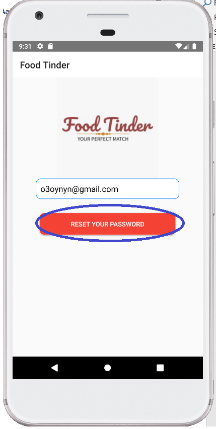 9:31
Food Tinder
Food Tinder
YOUR PERFECT MATCH
o3oynyn@gmail.com
RESET YOUR PASSWORD